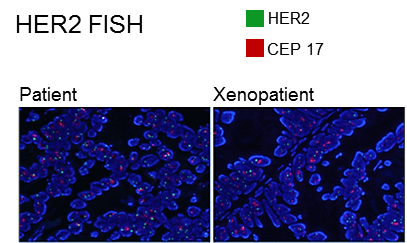 HER2 FISH
HER2
CEP 17
Patient
Xenopatient